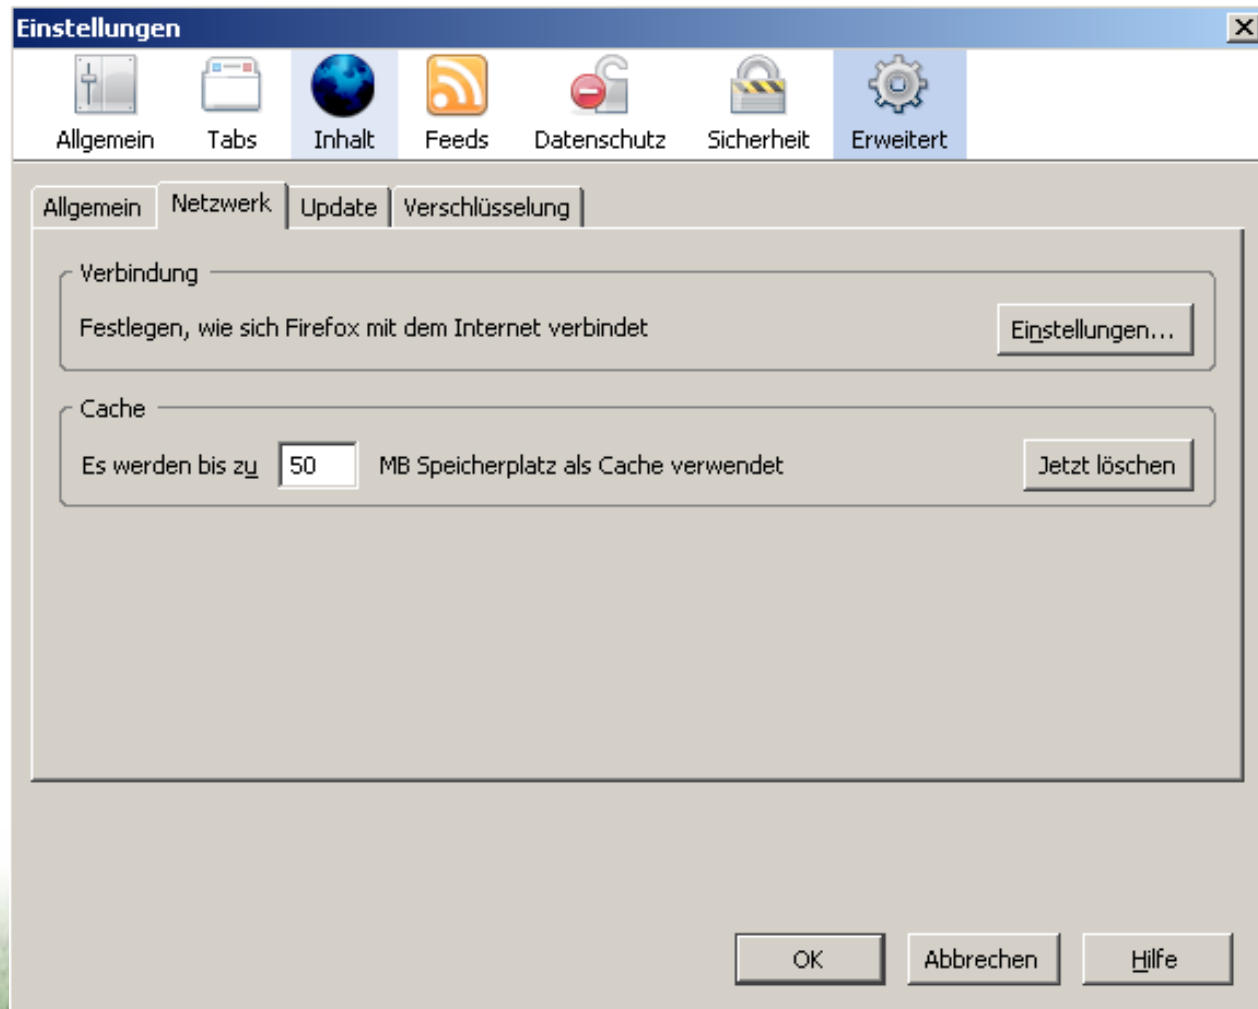 Einstellungen
Allgemein Tabs Inhalt Feeds Datenschutz Sicherheit Erweitert
Allgemein Netzwerk Update Verschlüsselung
Verbindung
Festlegen, wie sich Firefox mit dem Internet verbindet Einstellungen...
Cache
Es werden bis zu 50 MB Speicherplatz als Cache verwendet Jetzt löschen
OK Abbrechen Hilfe